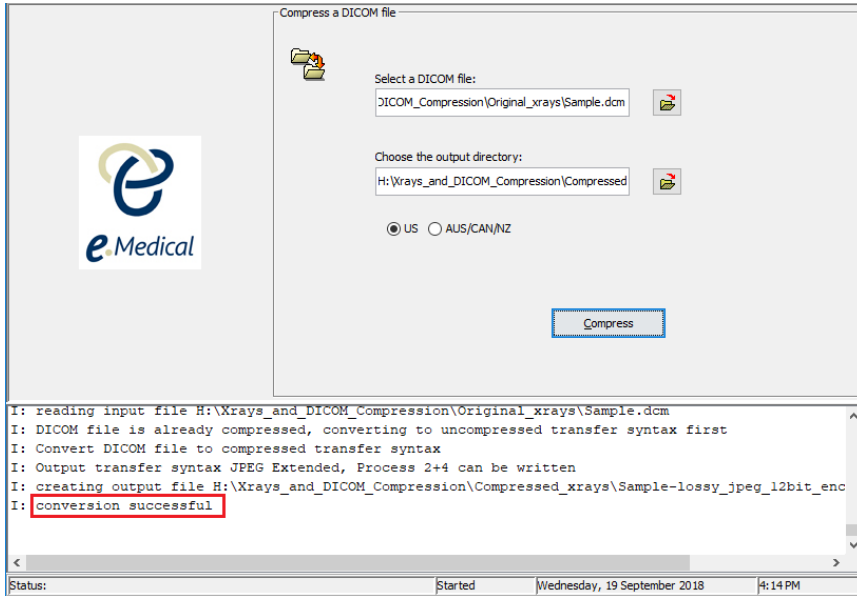 Compress a DICOM file
Select a DICOM file:
DICOM_Compression\Original_xrays\Sample.dcm
Choose the output directory:
H:\Xrays_and_DICOM_Compression\Compressed
US AUS/CAN/NZ
e.Medical
Compress
I: reading input file H:\Xrays_and_DICOM_Compression\Original_xrays\Sample.dcm
I: DICOM file is already compressed, converting to uncompressed transfer syntax first
I: Convert DICOM file to compressed transfer syntax
I: Output transfer syntax JPEG Extended, Process 2+4 can be written
I: creating output file H:\Xrays_and_DICOM_Compression\Compressed_xrays\Sample-lossy_jpeg_12bit_enc
I: conversion successful
Status: Started Wednesday, 19 September 2018 4:14 PM